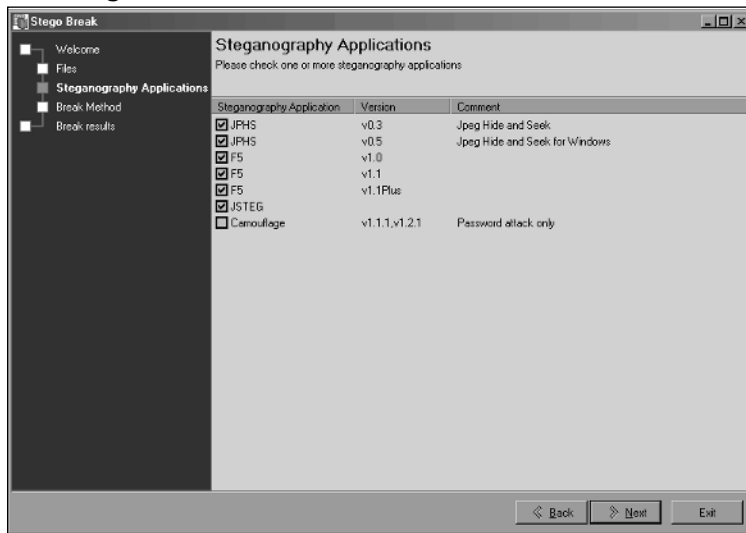 Stego Break
Welcome
Files
Steganography Applications
Break Method
Break results
Steganography Applications
Please check one or more steganography applications
Steganography Application Version Comment
JPHS v0.3 Jpeg Hide and Seek
JPHS v0.5 Jpeg Hide and Seek for Windows
F5 v1.0
F5 v1.1
F5 v1.1Plus
JSTEG
Camouflage v1.1.1,v1.2.1 Password attack only
Back Next Exit